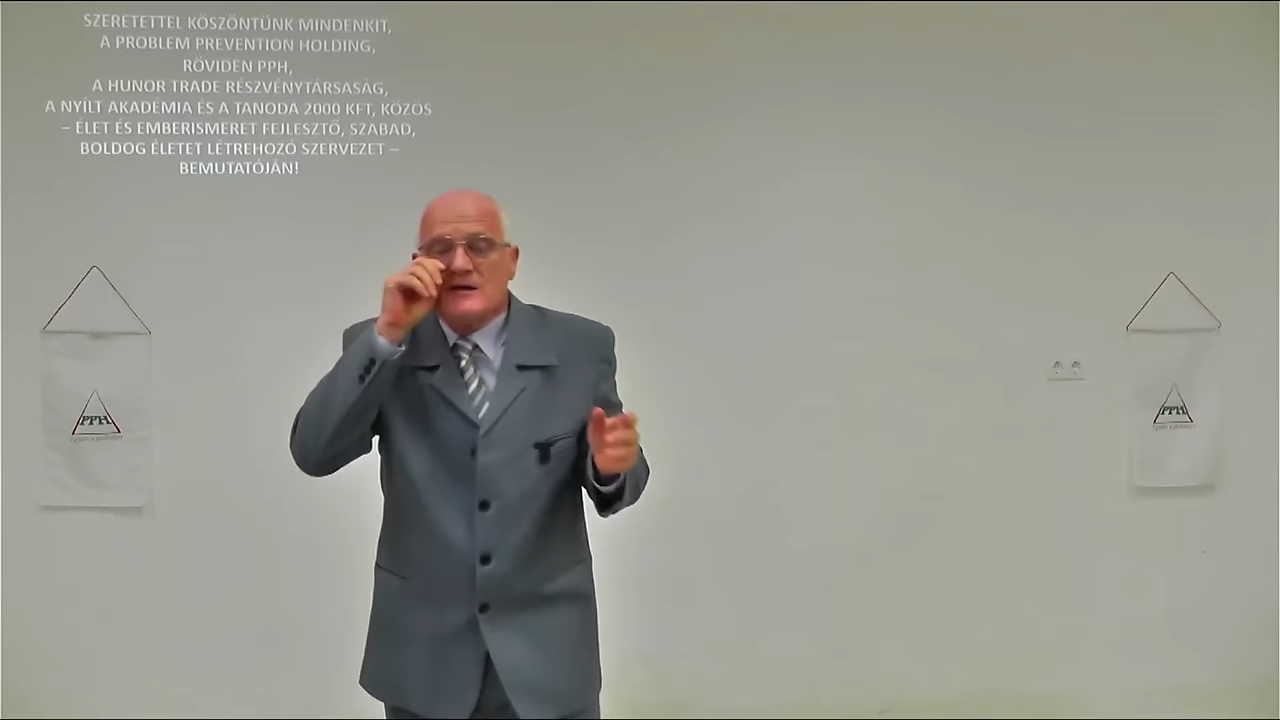 SZERETETTEL KÖSZÖNTÜNK MINDENKIT,
A PROBLEM PREVENTION HOLDING,
RÖVIDEN PPH,
A HUNOR TRADE RÉSZVÉNYTÁRSASÁG,
A NYÍLT AKADÉMIA ÉS A TANODA 2000 KFT, KÖZÖS
– ÉLET ÉS EMBERISMERET FEJLESZTŐ, SZABAD,
BOLDOG ÉLETET LÉTREHOZÓ SZERVEZET –
BEMUTATÓJÁN!
PPH
PPH